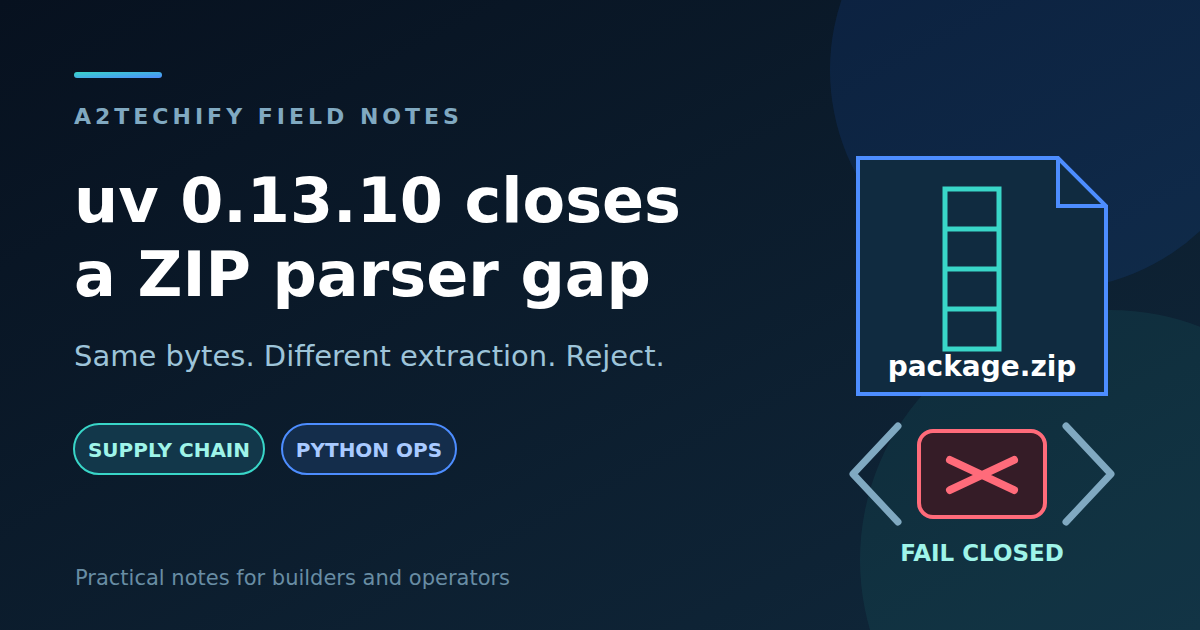 A2TECHIFY FIELD NOTES
uv 0.13.10 closes
a ZIP parser gap
Same bytes. Different extraction. Reject.
SUPPLY CHAIN
PYTHON OPS
package.zip
FAIL CLOSED
Practical notes for builders and operators